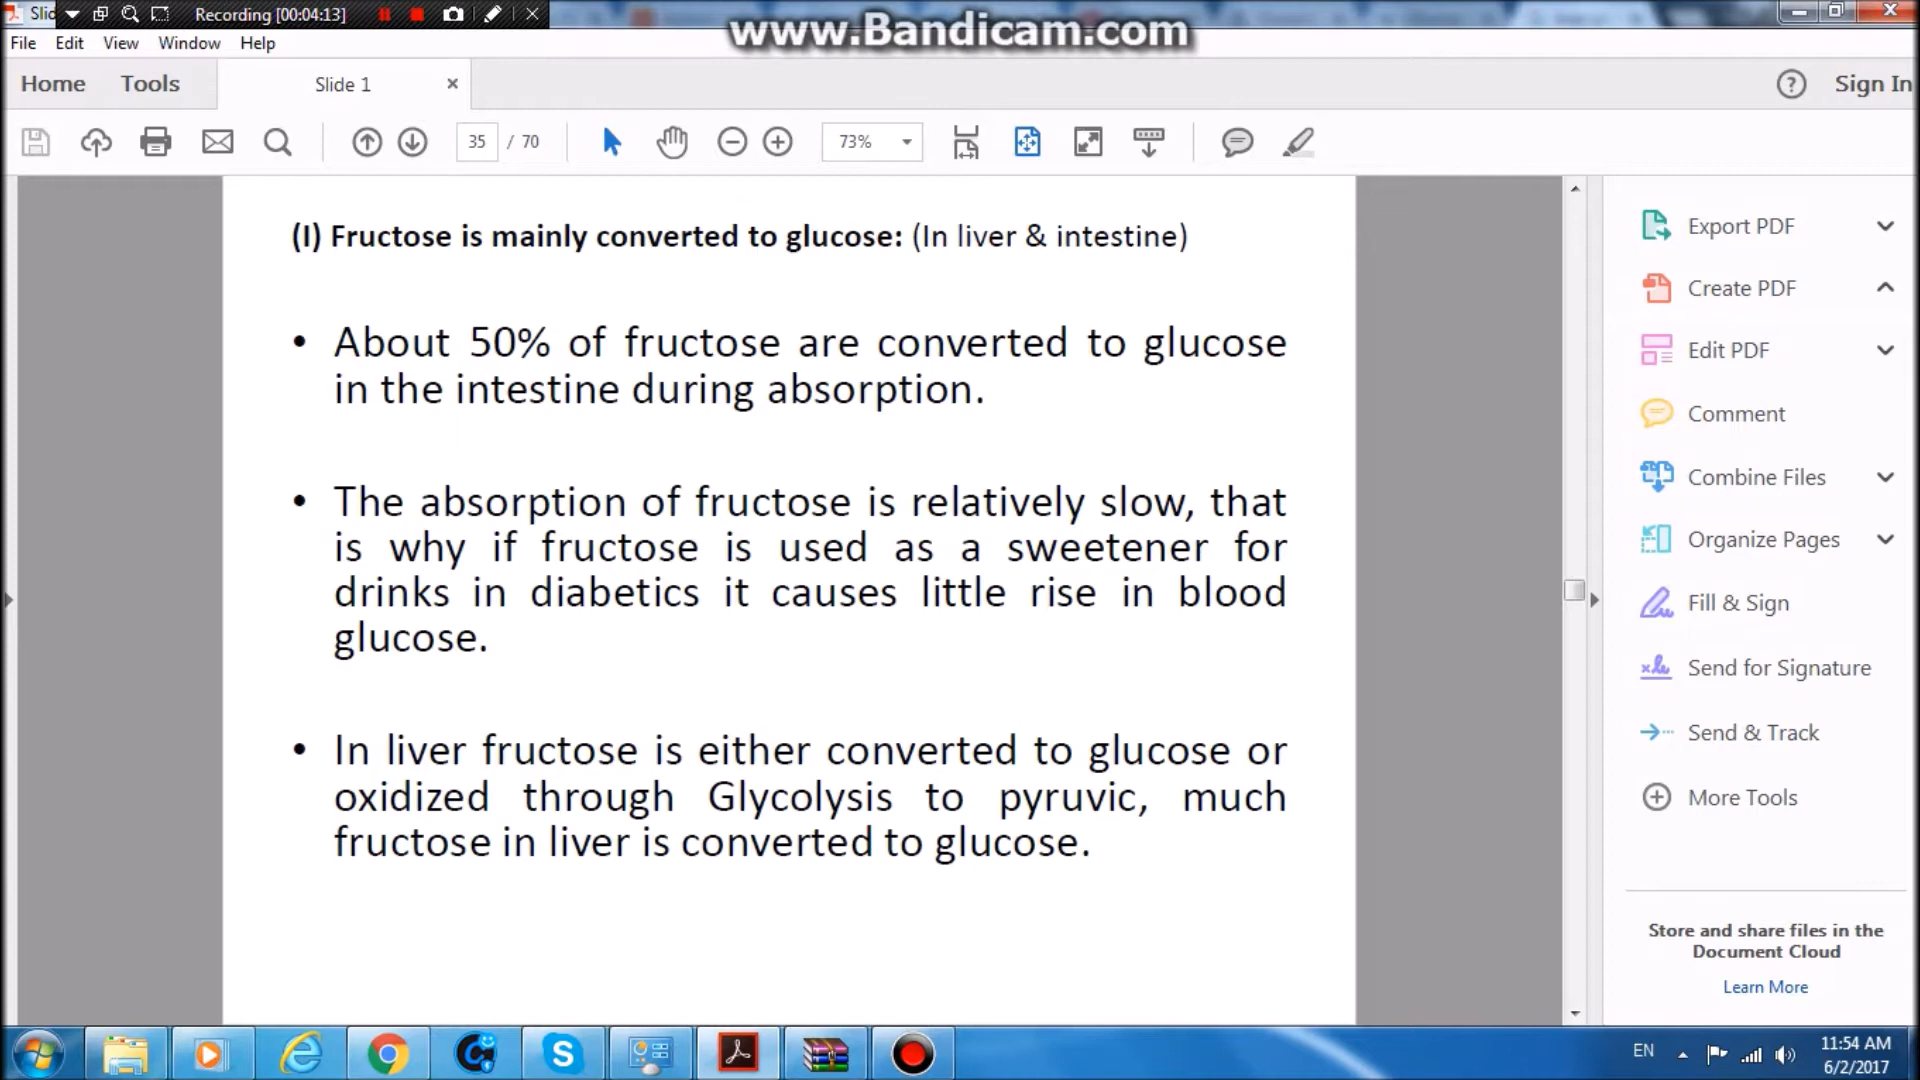 Slid
Recording [00:04:13]
www.Bandicam.com
File Edit View Window Help
Home Tools Slide 1 Sign In
35 / 70 73%
(I) Fructose is mainly converted to glucose: (In liver & intestine)
• About 50% of fructose are converted to glucose
in the intestine during absorption.
• The absorption of fructose is relatively slow, that
is why if fructose is used as a sweetener for
drinks in diabetics it causes little rise in blood
glucose.
• In liver fructose is either converted to glucose or
oxidized through Glycolysis to pyruvic, much
fructose in liver is converted to glucose.
Export PDF
Create PDF
Edit PDF
Comment
Combine Files
Organize Pages
Fill & Sign
Send for Signature
Send & Track
More Tools
Store and share files in the
Document Cloud
Learn More
EN
11:54 AM
6/2/2017